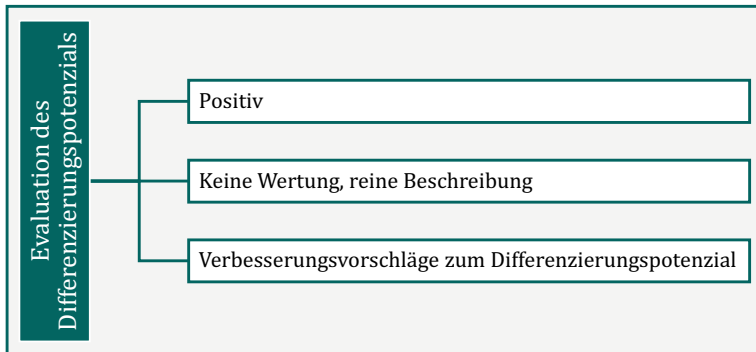 Evaluation des
Differenzierungspotenzials
Positiv
Keine Wertung, reine Beschreibung
Verbesserungsvorschläge zum Differenzierungspotenzial